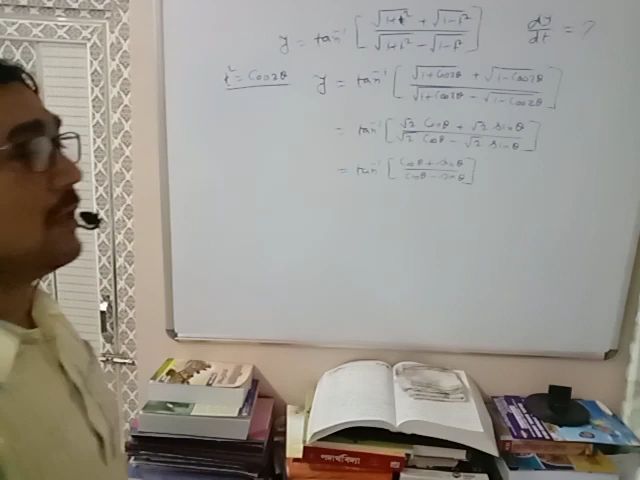 y = tan⁻¹ [ (√(1+t²) + √(1-t²)) / (√(1+t²) - √(1-t²)) ]   dy/dt = ?
t² = Cos2θ   y = tan⁻¹ [ (√(1+Cos2θ) + √(1-Cos2θ)) / (√(1+Cos2θ) - √(1-Cos2θ)) ]
= tan⁻¹ [ (√2 Cosθ + √2 sinθ) / (√2 Cosθ - √2 sinθ) ]
= tan⁻¹ [ (Cosθ + sinθ) / (Cosθ - sinθ) ]
পদার্থবিদ্যা